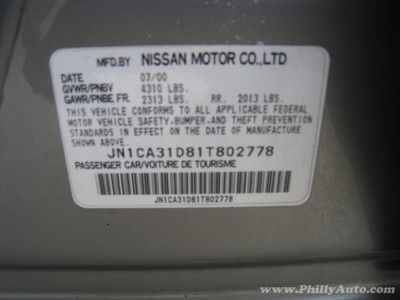 MFD.BY NISSAN MOTOR CO.,LTD
DATE 07/00
GVWR/PNBV 4310 LBS.
GAWR/PNBE FR. 2313 LBS. RR. 2013 LBS.
THIS VEHICLE CONFORMS TO ALL APPLICABLE FEDERAL
MOTOR VEHICLE SAFETY,BUMPER,AND THEFT PREVENTION
STANDARDS IN EFFECT ON THE DATE OF MANUFACTURE
SHOWN ABOVE.
JN1CA31D81T802778
PASSENGER CAR/VOITURE DE TOURISME
JN1CA31D81T802778
www.PhillyAuto.com